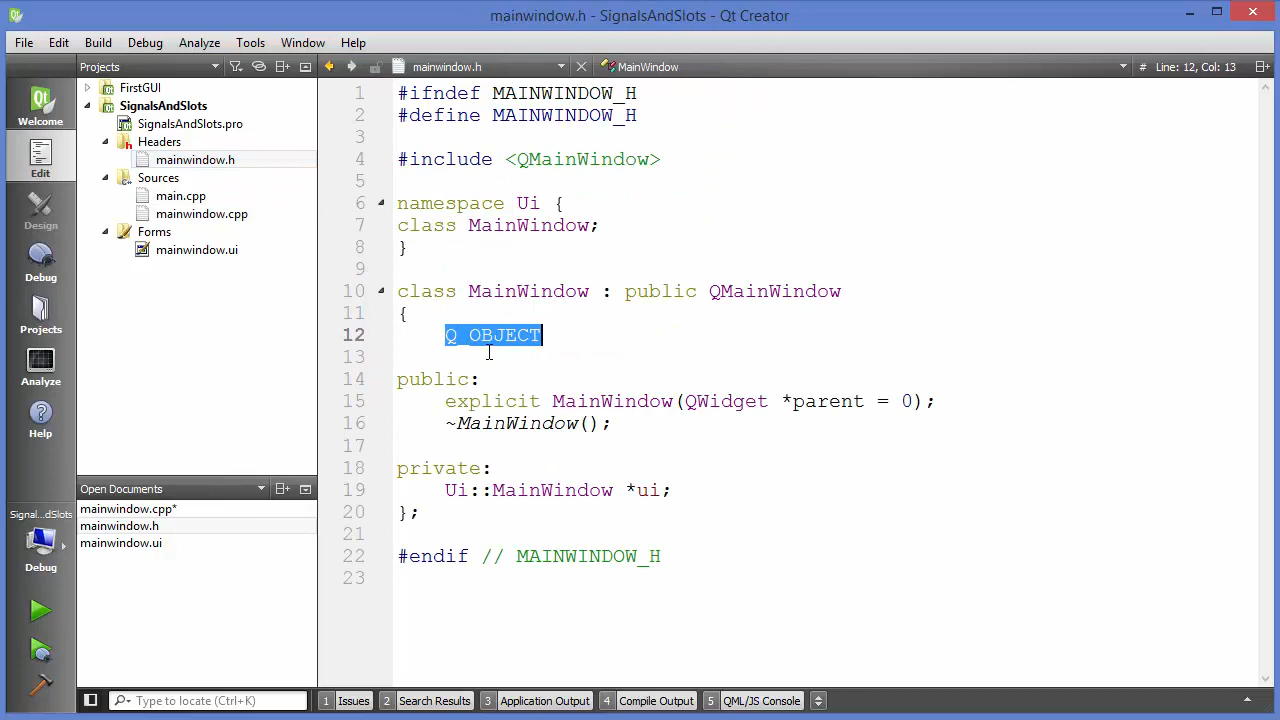 mainwindow.h - SignalsAndSlots - Qt Creator
File Edit Build Debug Analyze Tools Window Help
Projects
mainwindow.h
MainWindow
# Line: 12, Col: 13
Welcome
Edit
Design
Debug
Projects
Analyze
Help
Signal...dSlots
Debug
FirstGUI
SignalsAndSlots
SignalsAndSlots.pro
Headers
mainwindow.h
Sources
main.cpp
mainwindow.cpp
Forms
mainwindow.ui
Open Documents
mainwindow.cpp*
mainwindow.h
mainwindow.ui
1 #ifndef MAINWINDOW_H
2 #define MAINWINDOW_H
3
4 #include <QMainWindow>
5
6 namespace Ui {
7 class MainWindow;
8 }
9
10 class MainWindow : public QMainWindow
11 {
12 Q_OBJECT
13
14 public:
15 explicit MainWindow(QWidget *parent = 0);
16 ~MainWindow();
17
18 private:
19 Ui::MainWindow *ui;
20 };
21
22 #endif // MAINWINDOW_H
23
Type to locate (Ctrl+K)
1 Issues 2 Search Results 3 Application Output 4 Compile Output 5 QML/JS Console